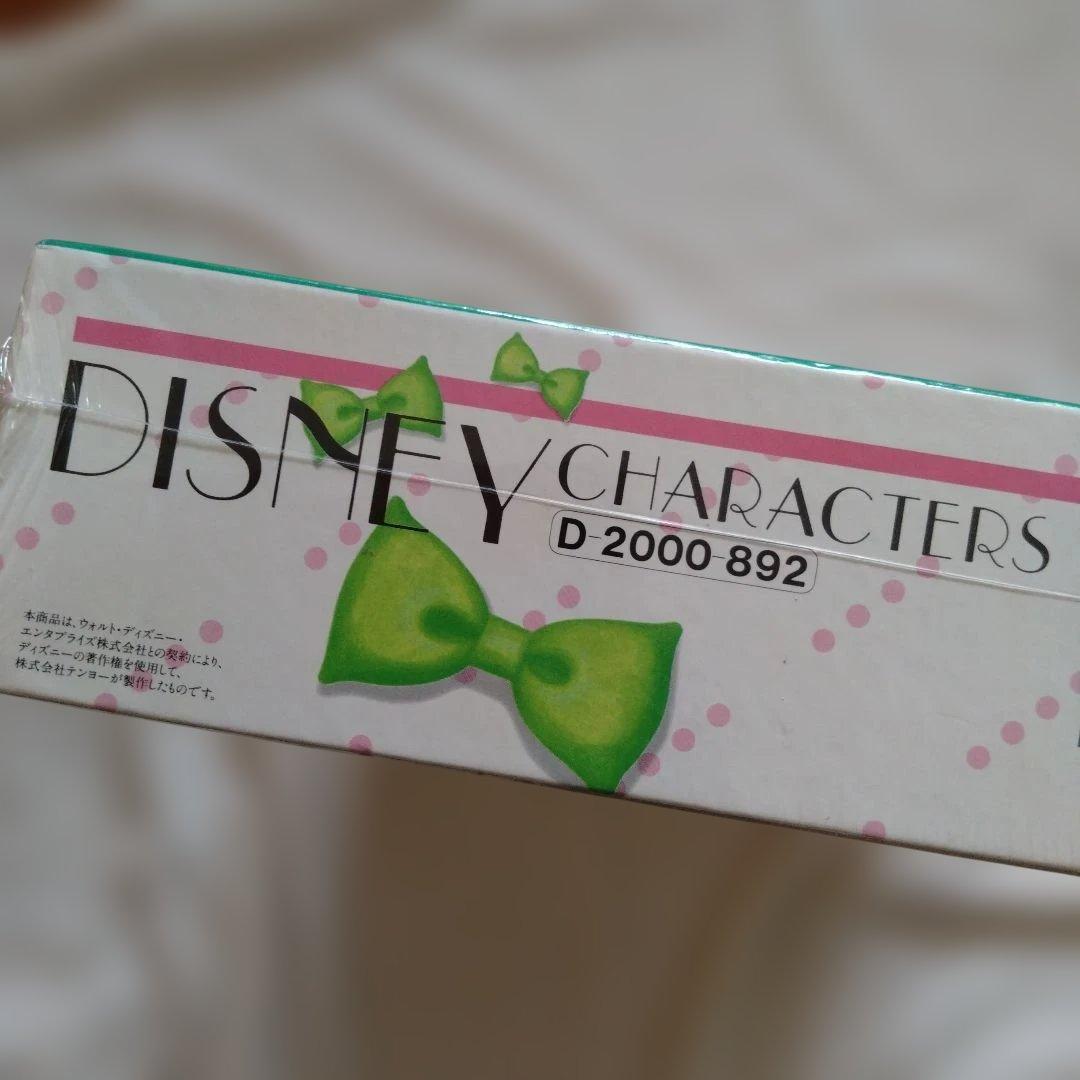 DISNEY CHARACTERS
D-2000-892
本商品は、ウォルト・ディズニー・
エンタプライズ株式会社との契約により、
ディズニーの著作権を使用して、
株式会社テンヨーが製作したものです。